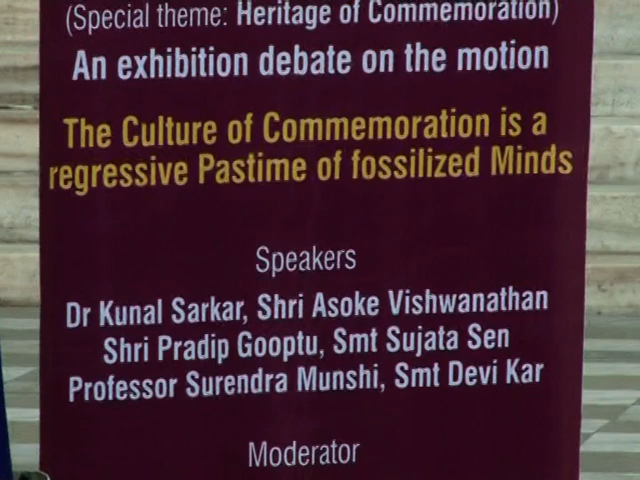 (Special theme: Heritage of Commemoration)
An exhibition debate on the motion
The Culture of Commemoration is a
regressive Pastime of fossilized Minds
Speakers
Dr Kunal Sarkar, Shri Asoke Vishwanathan
Shri Pradip Gooptu, Smt Sujata Sen
Professor Surendra Munshi, Smt Devi Kar
Moderator